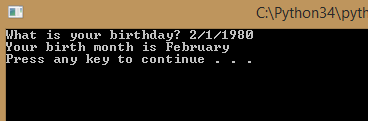 C:\Python34\pyth
What is your birthday? 2/1/1980
Your birth month is February
Press any key to continue . . .